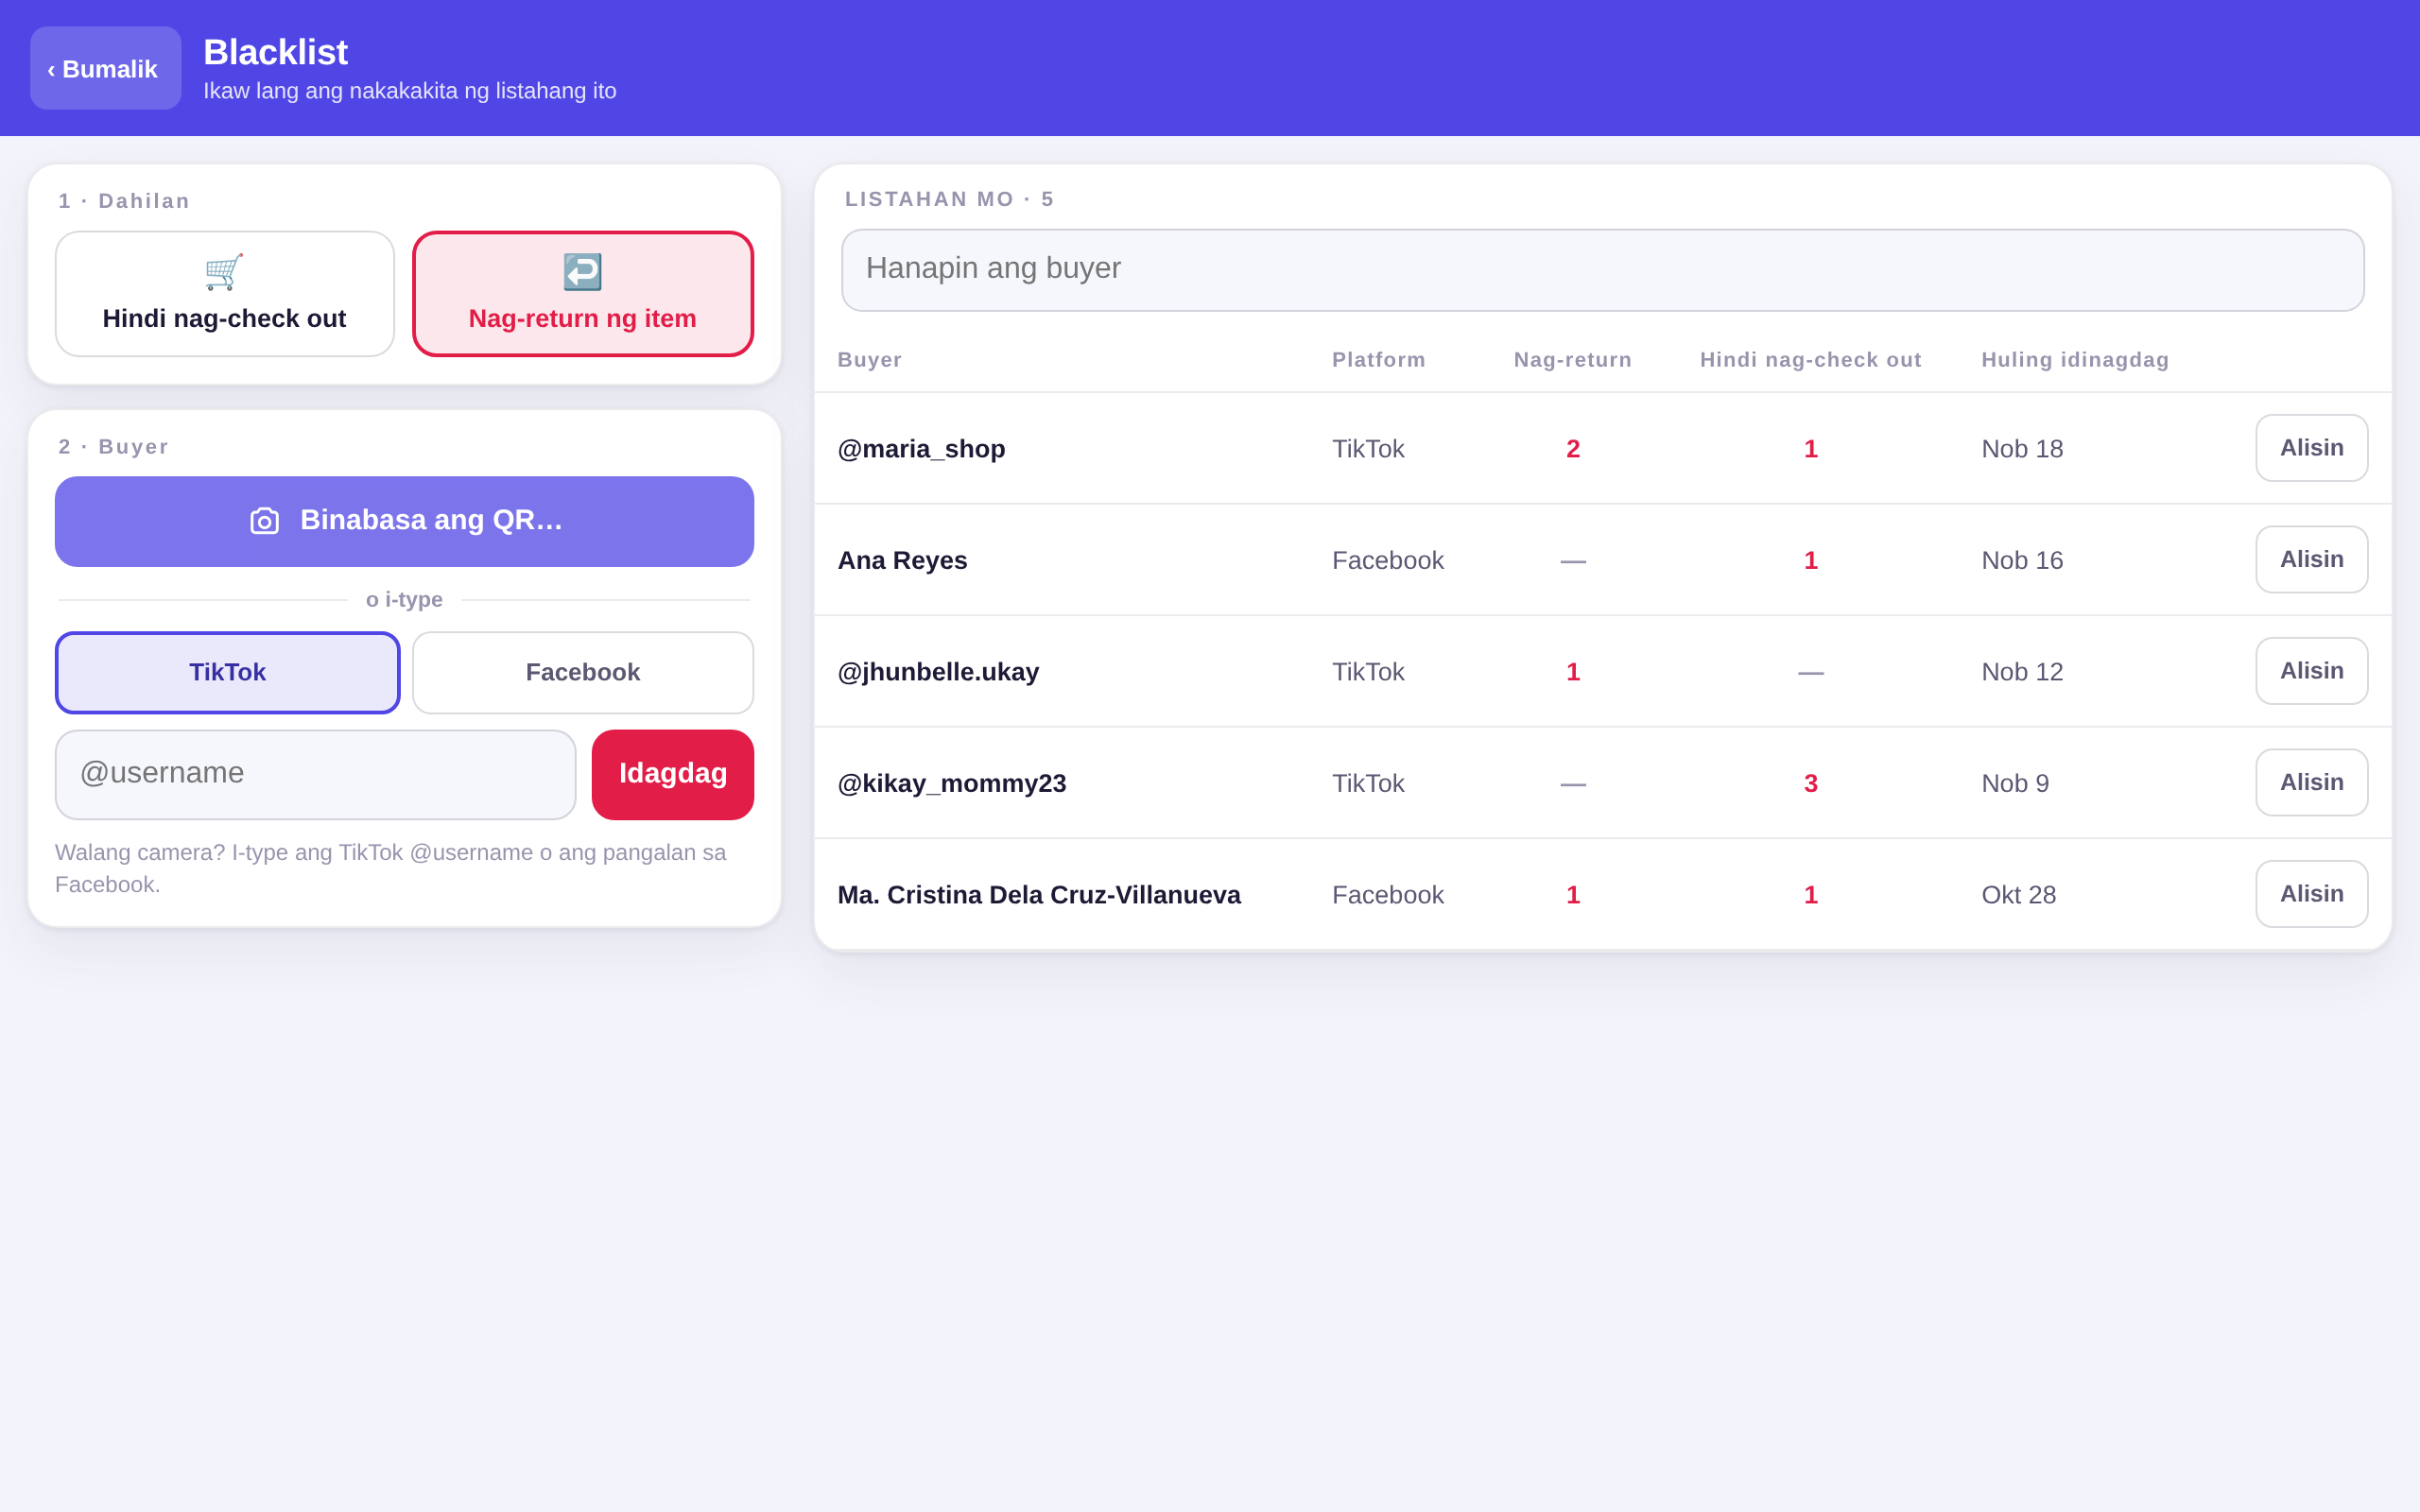 ‹ Bumalik
Blacklist
Ikaw lang ang nakakakita ng listahang ito
1 · Dahilan
Hindi nag-check out
Nag-return ng item
2 · Buyer
Binabasa ang QR…
o i-type
TikTok
Facebook
@username
Idagdag
Walang camera? I-type ang TikTok @username o ang pangalan sa
Facebook.
LISTAHAN MO · 5
Hanapin ang buyer
Buyer Platform Nag-return Hindi nag-check out Huling idinagdag
@maria_shop TikTok 2 1 Nob 18 Alisin
Ana Reyes Facebook — 1 Nob 16 Alisin
@jhunbelle.ukay TikTok 1 — Nob 12 Alisin
@kikay_mommy23 TikTok — 3 Nob 9 Alisin
Ma. Cristina Dela Cruz-Villanueva Facebook 1 1 Okt 28 Alisin